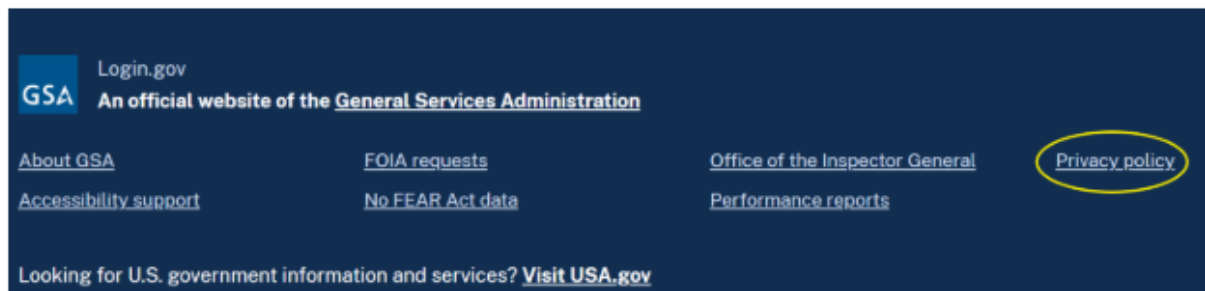 Login.gov
GSA
An official website of the General Services Administration
About GSA FOIA requests Office of the Inspector General Privacy policy
Accessibility support No FEAR Act data Performance reports
Looking for U.S. government information and services? Visit USA.gov